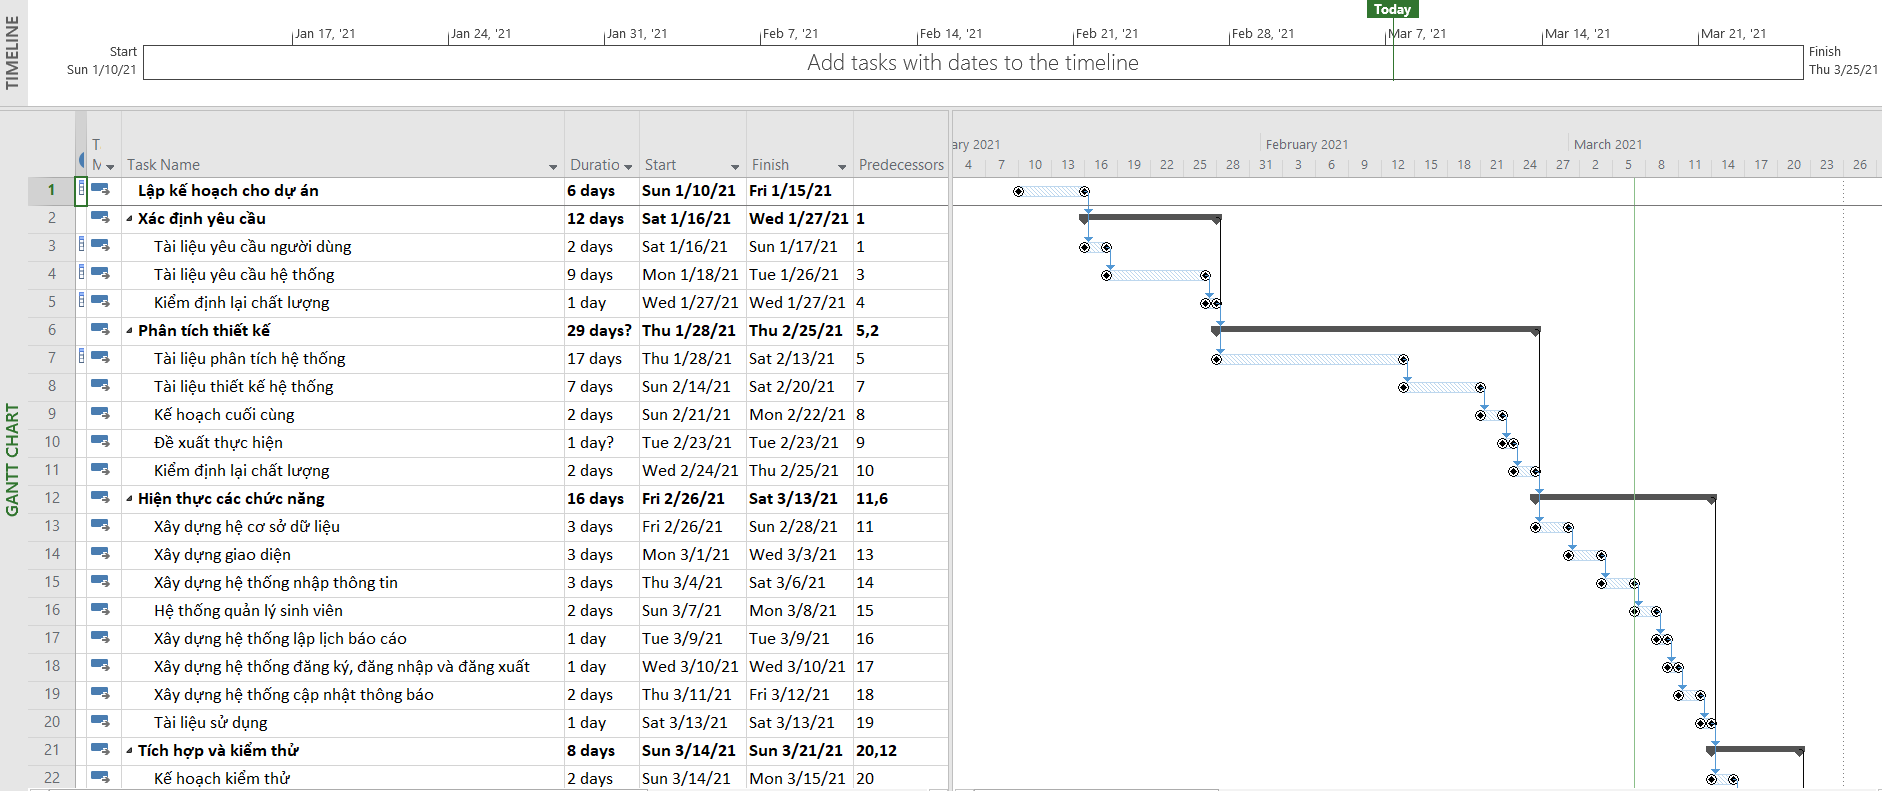 TIMELINE
Today
Jan 17, '21 Jan 24, '21 Jan 31, '21 Feb 7, '21 Feb 14, '21 Feb 21, '21 Feb 28, '21 Mar 7, '21 Mar 14, '21 Mar 21, '21
Start
Sun 1/10/21
Add tasks with dates to the timeline
Finish
Thu 3/25/21
GANTT CHART
T
M Task Name Duratio Start Finish Predecessors
ary 2021 February 2021 March 2021
4 7 10 13 16 19 22 25 28 31 3 6 9 12 15 18 21 24 27 2 5 8 11 14 17 20 23 26
1 Lập kế hoạch cho dự án 6 days Sun 1/10/21 Fri 1/15/21
2 Xác định yêu cầu 12 days Sat 1/16/21 Wed 1/27/21 1
3 Tài liệu yêu cầu người dùng 2 days Sat 1/16/21 Sun 1/17/21 1
4 Tài liệu yêu cầu hệ thống 9 days Mon 1/18/21 Tue 1/26/21 3
5 Kiểm định lại chất lượng 1 day Wed 1/27/21 Wed 1/27/21 4
6 Phân tích thiết kế 29 days? Thu 1/28/21 Thu 2/25/21 5,2
7 Tài liệu phân tích hệ thống 17 days Thu 1/28/21 Sat 2/13/21 5
8 Tài liệu thiết kế hệ thống 7 days Sun 2/14/21 Sat 2/20/21 7
9 Kế hoạch cuối cùng 2 days Sun 2/21/21 Mon 2/22/21 8
10 Đề xuất thực hiện 1 day? Tue 2/23/21 Tue 2/23/21 9
11 Kiểm định lại chất lượng 2 days Wed 2/24/21 Thu 2/25/21 10
12 Hiện thực các chức năng 16 days Fri 2/26/21 Sat 3/13/21 11,6
13 Xây dựng hệ cơ sở dữ liệu 3 days Fri 2/26/21 Sun 2/28/21 11
14 Xây dựng giao diện 3 days Mon 3/1/21 Wed 3/3/21 13
15 Xây dựng hệ thống nhập thông tin 3 days Thu 3/4/21 Sat 3/6/21 14
16 Hệ thống quản lý sinh viên 2 days Sun 3/7/21 Mon 3/8/21 15
17 Xây dựng hệ thống lập lịch báo cáo 1 day Tue 3/9/21 Tue 3/9/21 16
18 Xây dựng hệ thống đăng ký, đăng nhập và đăng xuất 1 day Wed 3/10/21 Wed 3/10/21 17
19 Xây dựng hệ thống cập nhật thông báo 2 days Thu 3/11/21 Fri 3/12/21 18
20 Tài liệu sử dụng 1 day Sat 3/13/21 Sat 3/13/21 19
21 Tích hợp và kiểm thử 8 days Sun 3/14/21 Sun 3/21/21 20,12
22 Kế hoạch kiểm thử 2 days Sun 3/14/21 Mon 3/15/21 20